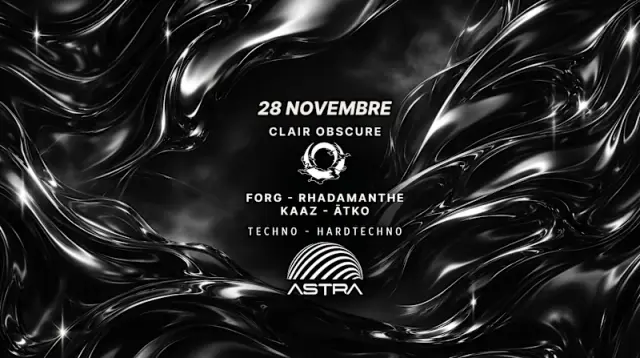 28 NOVEMBRE
CLAIR OBSCURE
FORG - RHADAMANTHE
KAAZ - ÄTKO
TECHNO - HARDTECHNO
ASTRA